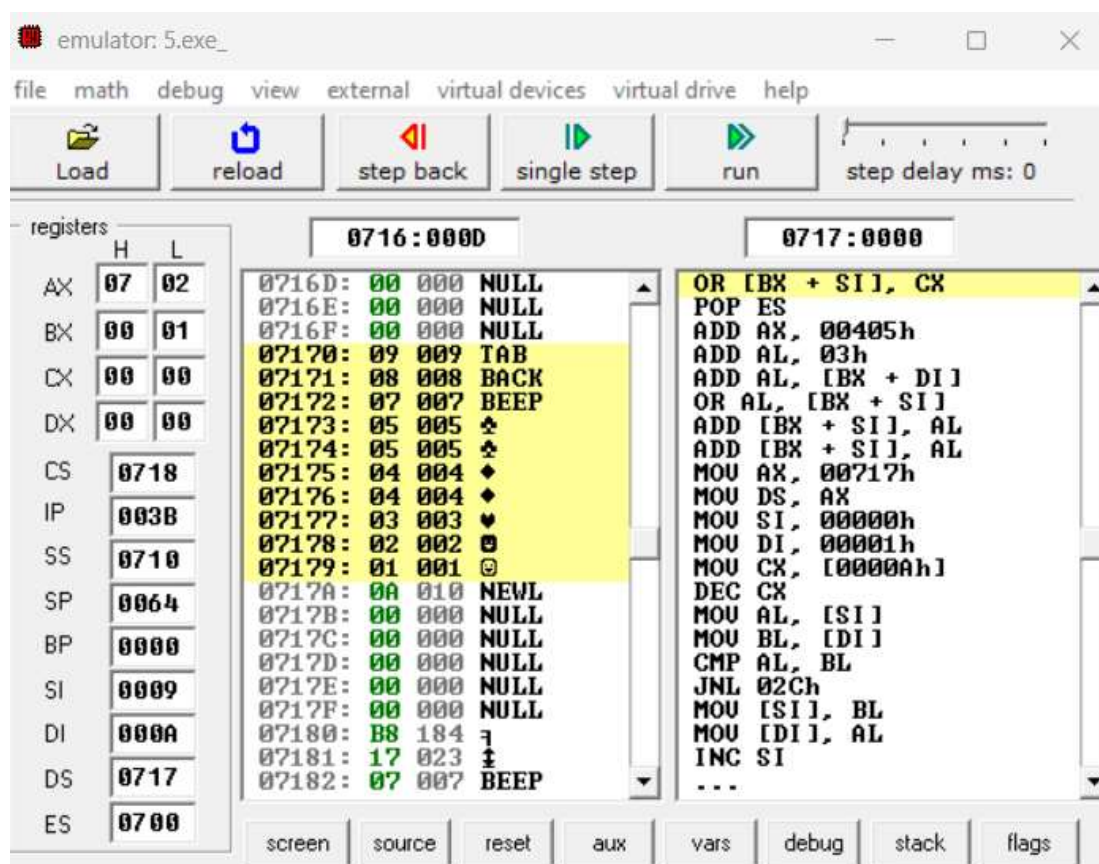 emulator: 5.exe_
file math debug view external virtual devices virtual drive help
Load reload step back single step run step delay ms: 0
registers
H L
0716:000D 0717:0000
AX 07 02
BX 00 01
CX 00 00
DX 00 00
CS 0718
IP 003B
SS 0710
SP 0064
BP 0000
SI 0009
DI 000A
DS 0717
ES 0700
0716D: 00 000 NULL
0716E: 00 000 NULL
0716F: 00 000 NULL
07170: 09 009 TAB
07171: 08 008 BACK
07172: 07 007 BEEP
07173: 05 005 ♣
07174: 05 005 ♣
07175: 04 004 ♦
07176: 04 004 ♦
07177: 03 003 ♥
07178: 02 002 ☻
07179: 01 001 ☺
0717A: 0A 010 NEWL
0717B: 00 000 NULL
0717C: 00 000 NULL
0717D: 00 000 NULL
0717E: 00 000 NULL
0717F: 00 000 NULL
07180: B8 184 ╕
07181: 17 023 ↨
07182: 07 007 BEEP
OR [BX + SI], CX
POP ES
ADD AX, 00405h
ADD AL, 03h
ADD AL, [BX + DI]
OR AL, [BX + SI]
ADD [BX + SI], AL
ADD [BX + SI], AL
MOV AX, 00717h
MOV DS, AX
MOV SI, 00000h
MOV DI, 00001h
MOV CX, [0000Ah]
DEC CX
MOV AL, [SI]
MOV BL, [DI]
CMP AL, BL
JNL 02Ch
MOV [SI], BL
MOV [DI], AL
INC SI
...
screen source reset aux vars debug stack flags